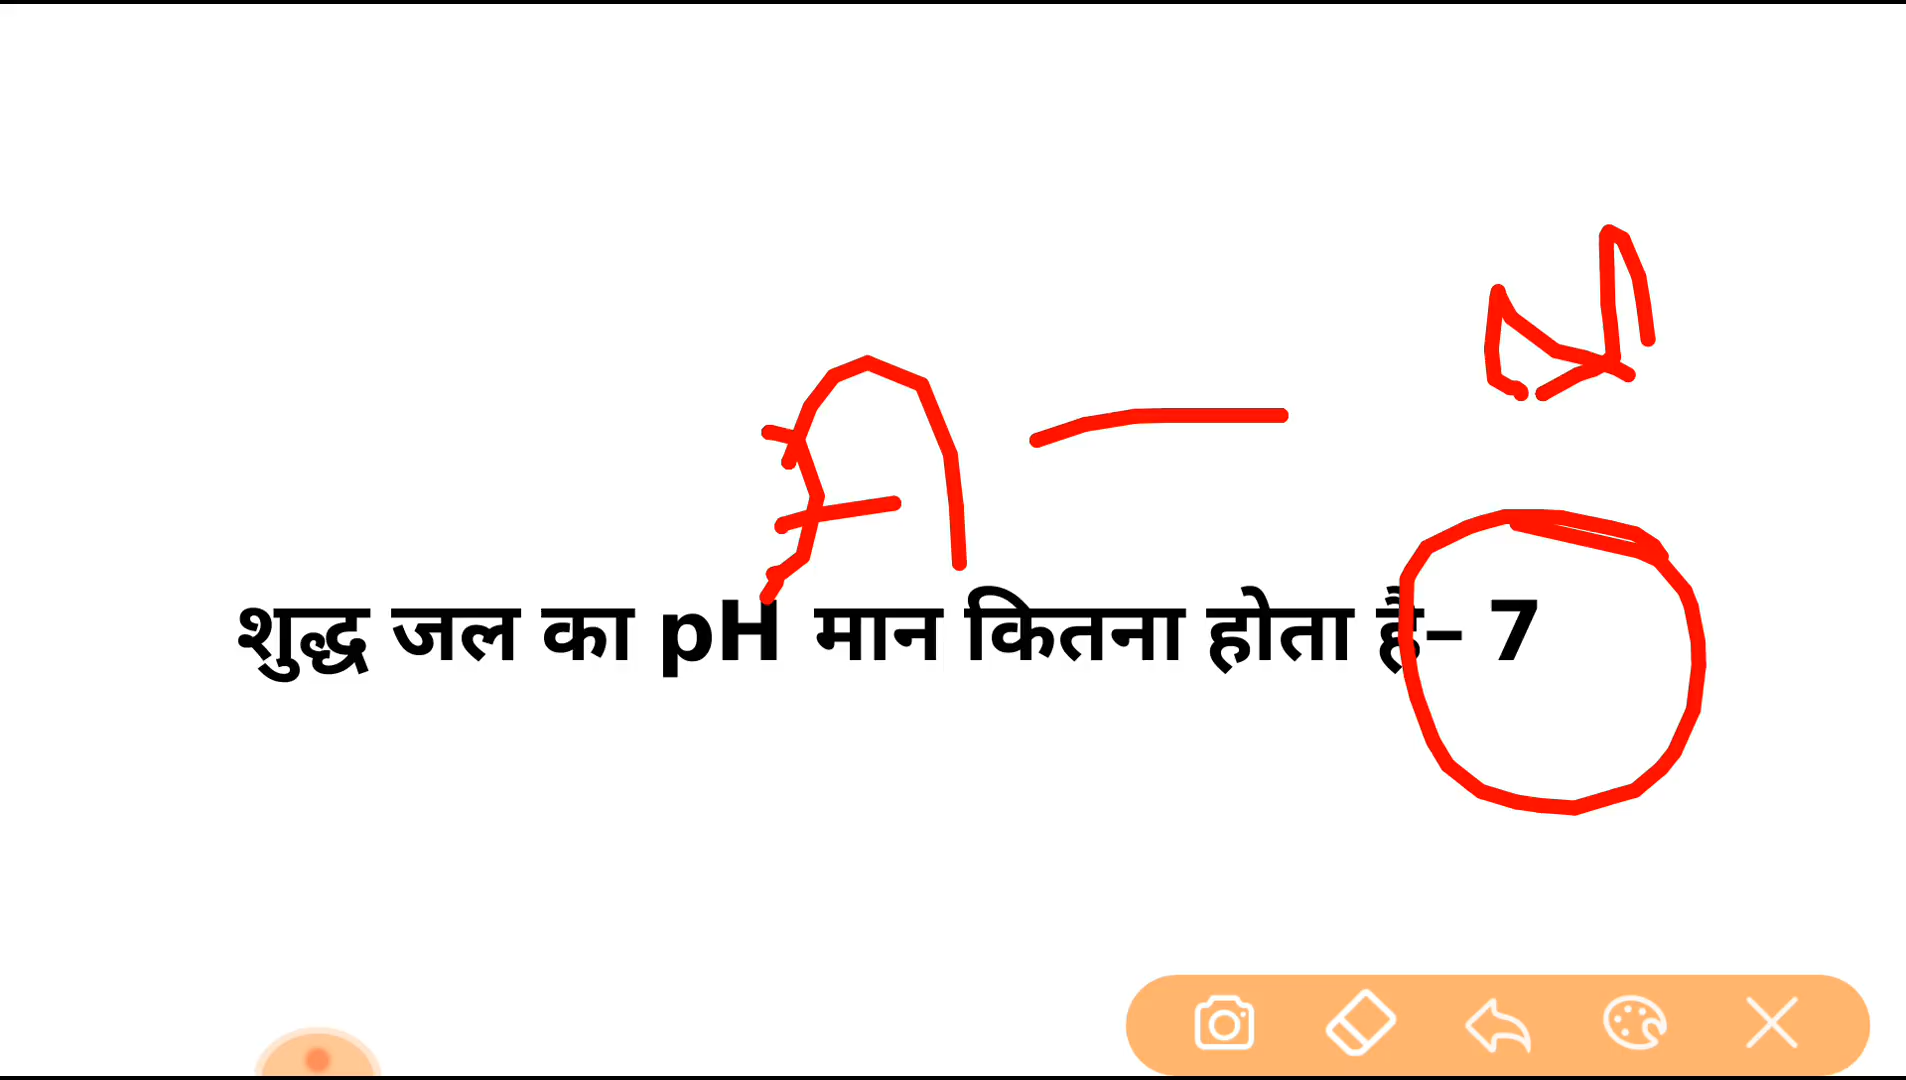 शुद्ध जल का pH मान कितना होता है– 7